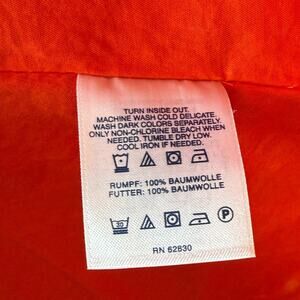 TURN INSIDE OUT.
MACHINE WASH COLD DELICATE.
WASH DARK COLORS SEPARATELY.
ONLY NON-CHLORINE BLEACH WHEN
NEEDED. TUMBLE DRY LOW.
COOL IRON IF NEEDED.
RUMPF: 100% BAUMWOLLE
FUTTER: 100% BAUMWOLLE
P
RN 62830